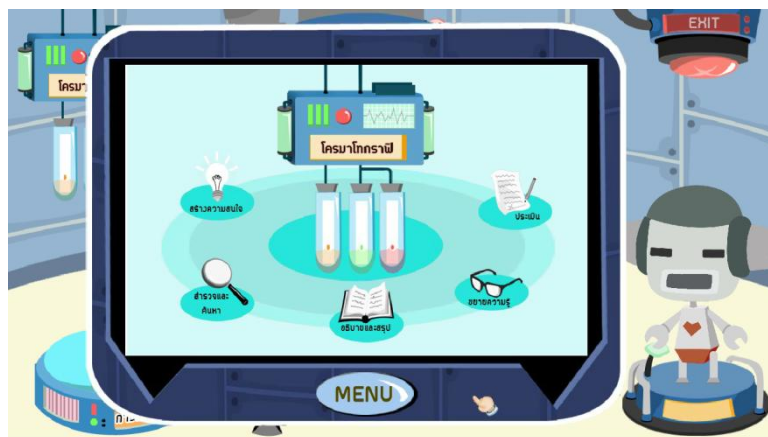 EXIT
โครมาโทกราฟี
สร้างความสนใจ
ประเมิน
สำรวจและ
ค้นหา
ขยายความรู้
อธิบายและสรุป
MENU